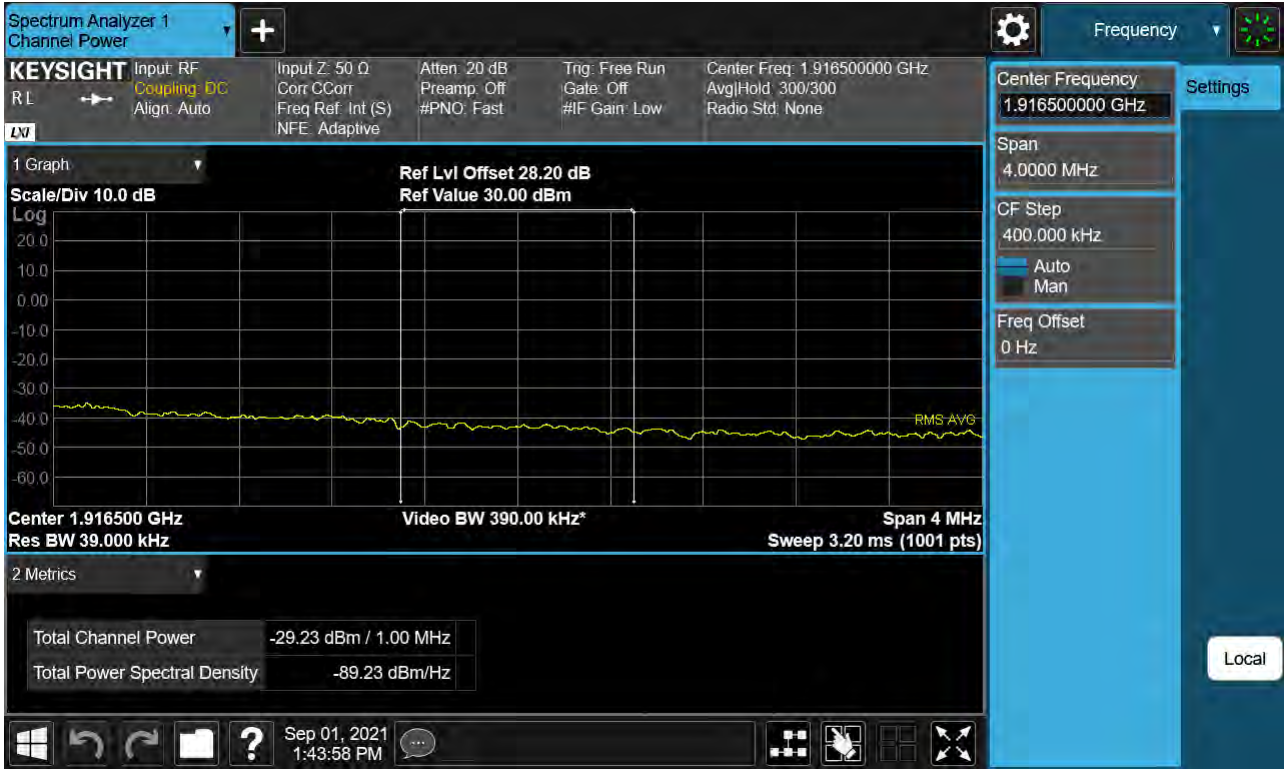 Spectrum Analyzer 1
Channel Power
Frequency
KEYSIGHT
R L
LXI
Input: RF
Coupling: DC
Align: Auto
Input Z: 50 Ω
Corr CCorr
Freq Ref: Int (S)
NFE: Adaptive
Atten: 20 dB
Preamp: Off
#PNO: Fast
Trig: Free Run
Gate: Off
#IF Gain: Low
Center Freq: 1.916500000 GHz
Avg|Hold: 300/300
Radio Std: None
1 Graph
Scale/Div 10.0 dB
Ref Lvl Offset 28.20 dB
Ref Value 30.00 dBm
Log
20.0
10.0
0.00
-10.0
-20.0
-30.0
-40.0
-50.0
-60.0
RMS AVG
Center 1.916500 GHz
Res BW 39.000 kHz
Video BW 390.00 kHz*
Span 4 MHz
Sweep 3.20 ms (1001 pts)
2 Metrics
Total Channel Power -29.23 dBm / 1.00 MHz
Total Power Spectral Density -89.23 dBm/Hz
Sep 01, 2021
1:43:58 PM
Center Frequency
1.916500000 GHz
Span
4.0000 MHz
CF Step
400.000 kHz
Auto
Man
Freq Offset
0 Hz
Settings
Local